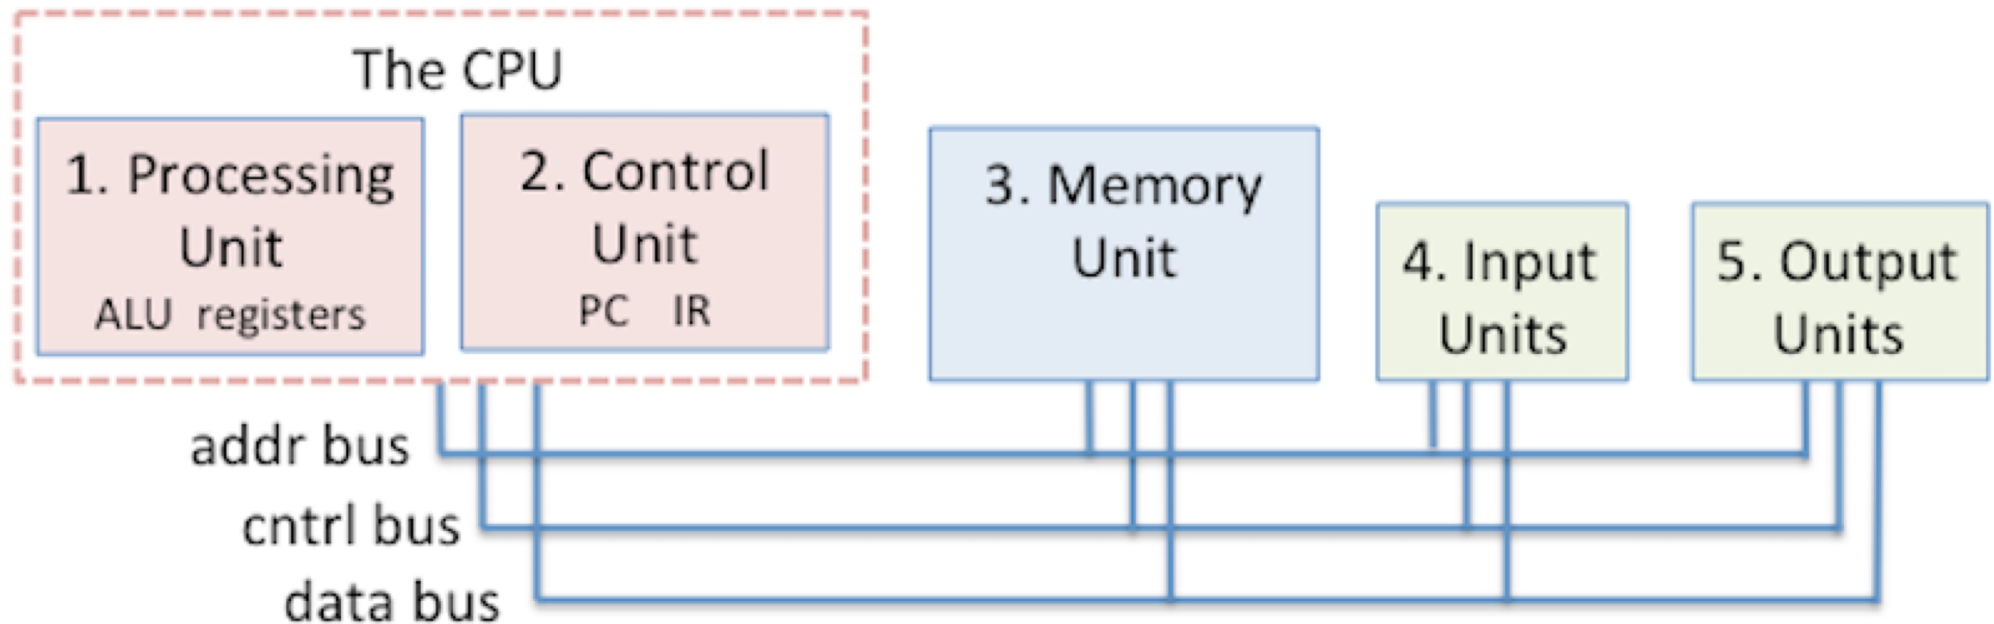 The CPU
1. Processing
Unit
ALU registers
2. Control
Unit
PC IR
3. Memory
Unit
4. Input
Units
5. Output
Units
addr bus
cntrl bus
data bus